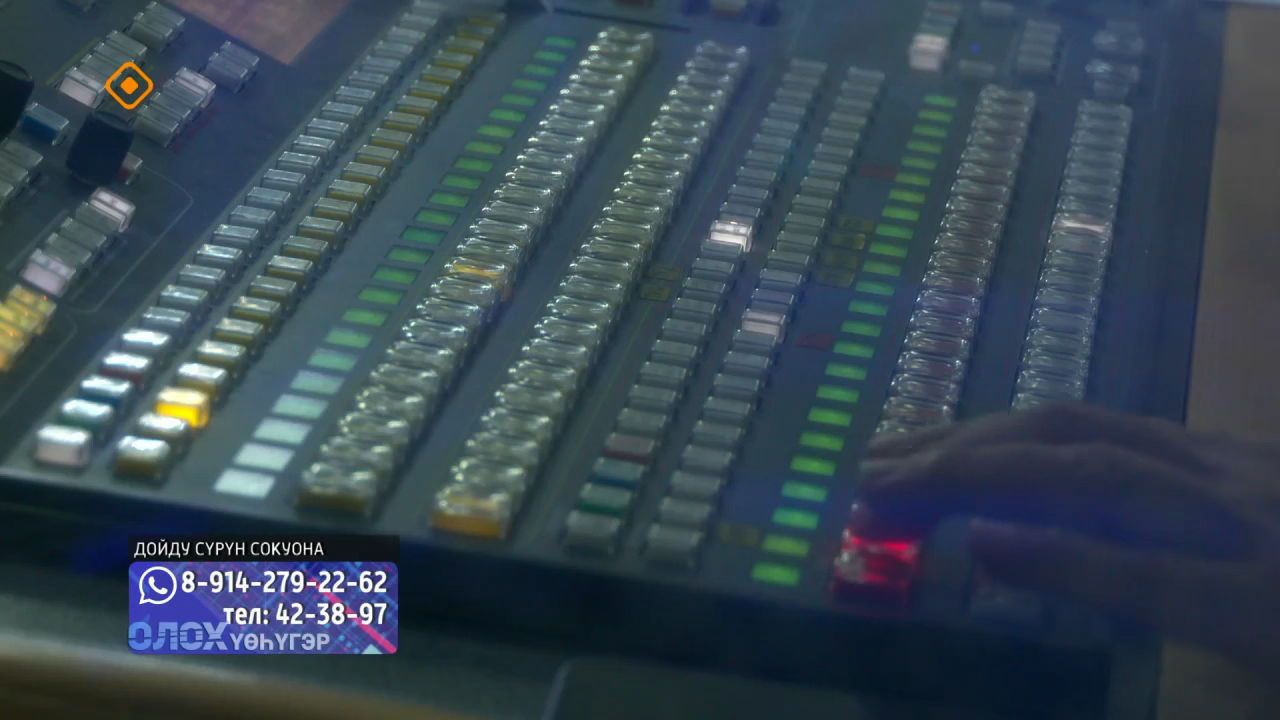 ДОЙДУ СҮРҮН СОКУОНА
8-914-279-22-62
тел: 42-38-97
ОЛОХ ҮӨҺҮГЭР